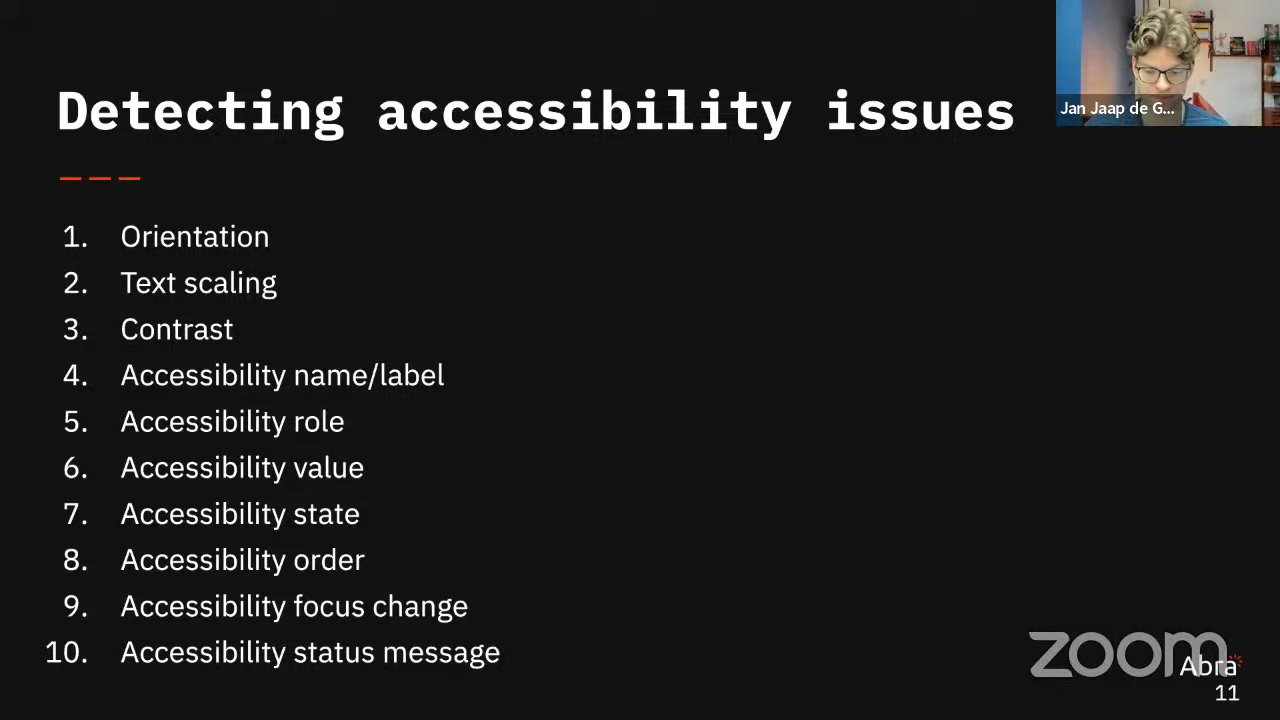 Detecting accessibility issues
Jan Jaap de G...
1. Orientation
2. Text scaling
3. Contrast
4. Accessibility name/label
5. Accessibility role
6. Accessibility value
7. Accessibility state
8. Accessibility order
9. Accessibility focus change
10. Accessibility status message
zoom
Abra
11